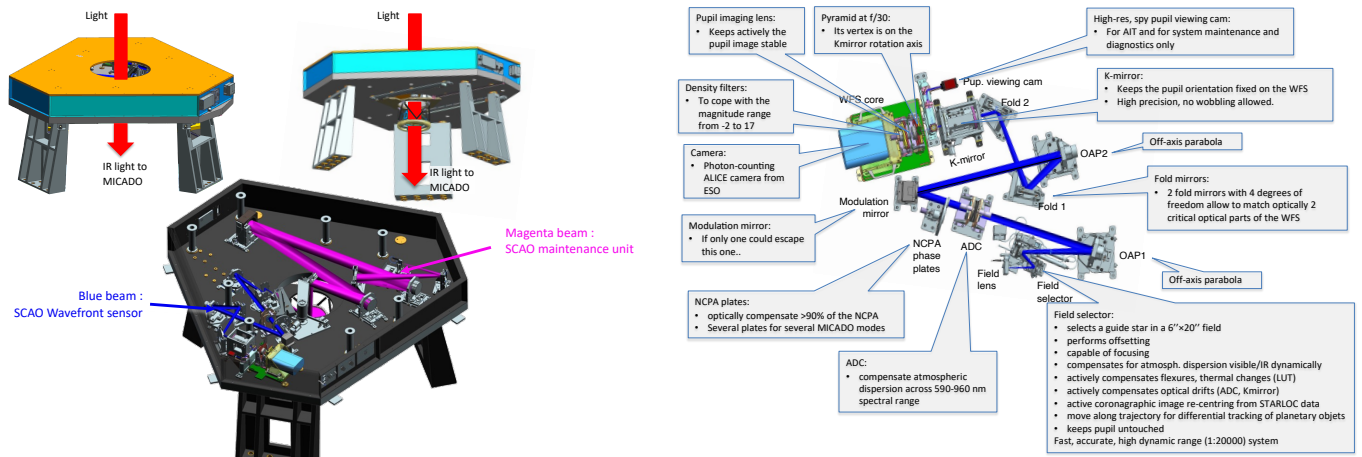 Light
Light
IR light to
MICADO
IR light to
MICADO
Magenta beam :
SCAO maintenance unit
Blue beam :
SCAO Wavefront sensor
Pupil imaging lens:
• Keeps actively the
pupil image stable
Pyramid at f/30:
• Its vertex is on the
Kmirror rotation axis
High-res, spy pupil viewing cam:
• For AIT and for system maintenance and
diagnostics only
Density filters:
• To cope with the
magnitude range
from -2 to 17
K-mirror:
• Keeps the pupil orientation fixed on the WFS
• High precision, no wobbling allowed.
Camera:
• Photon-counting
ALICE camera from
ESO
Off-axis parabola
Fold mirrors:
• 2 fold mirrors with 4 degrees of
freedom allow to match optically 2
critical optical parts of the WFS
Modulation mirror:
• If only one could escape
this one..
WFS core
Pup. viewing cam
Fold 2
K-mirror
OAP2
Modulation
mirror
Fold 1
NCPA
phase
plates
ADC
Field
lens
Field
selector
OAP1
Off-axis parabola
NCPA plates:
• optically compensate >90% of the NCPA
• Several plates for several MICADO modes
ADC:
• compensate atmospheric
dispersion across 590-960 nm
spectral range
Field selector:
• selects a guide star in a 6’’×20’’ field
• performs offsetting
• capable of focusing
• compensates for atmosph. dispersion visible/IR dynamically
• actively compensates flexures, thermal changes (LUT)
• actively compensates optical drifts (ADC, Kmirror)
• active coronagraphic image re-centring from STARLOC data
• move along trajectory for differential tracking of planetary objets
• keeps pupil untouched
Fast, accurate, high dynamic range (1:20000) system